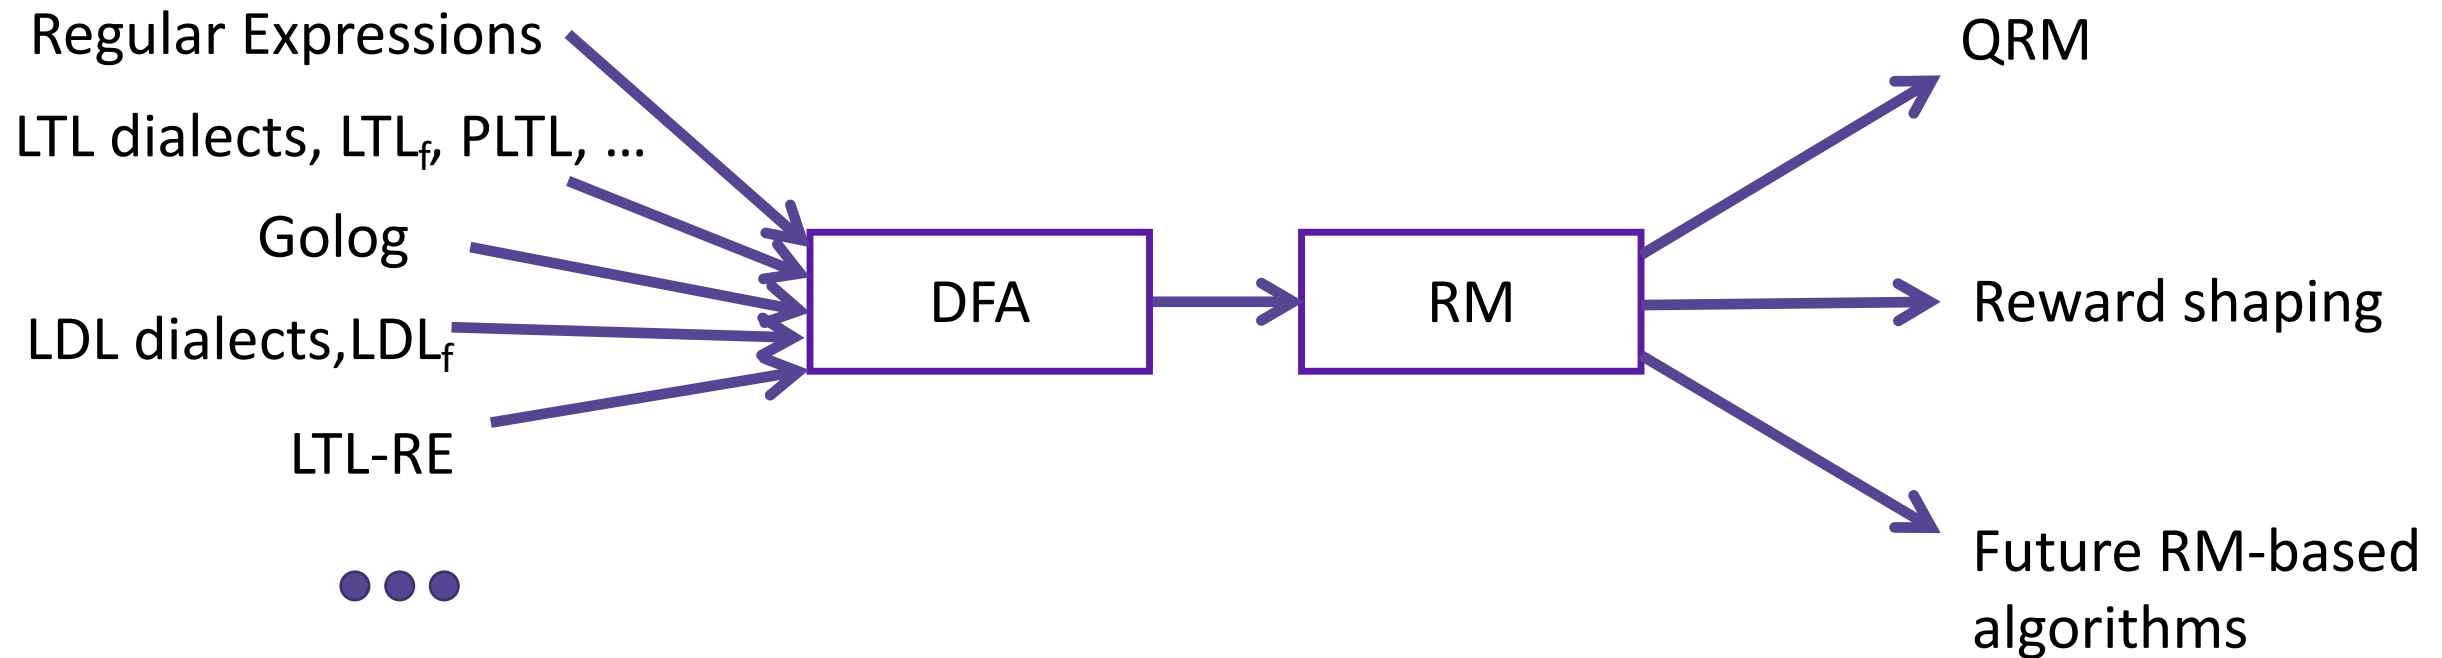 Regular Expressions
LTL dialects, LTLf, PLTL, ...
Golog
LDL dialects,LDLf
LTL-RE
DFA
RM
QRM
Reward shaping
Future RM-based
algorithms